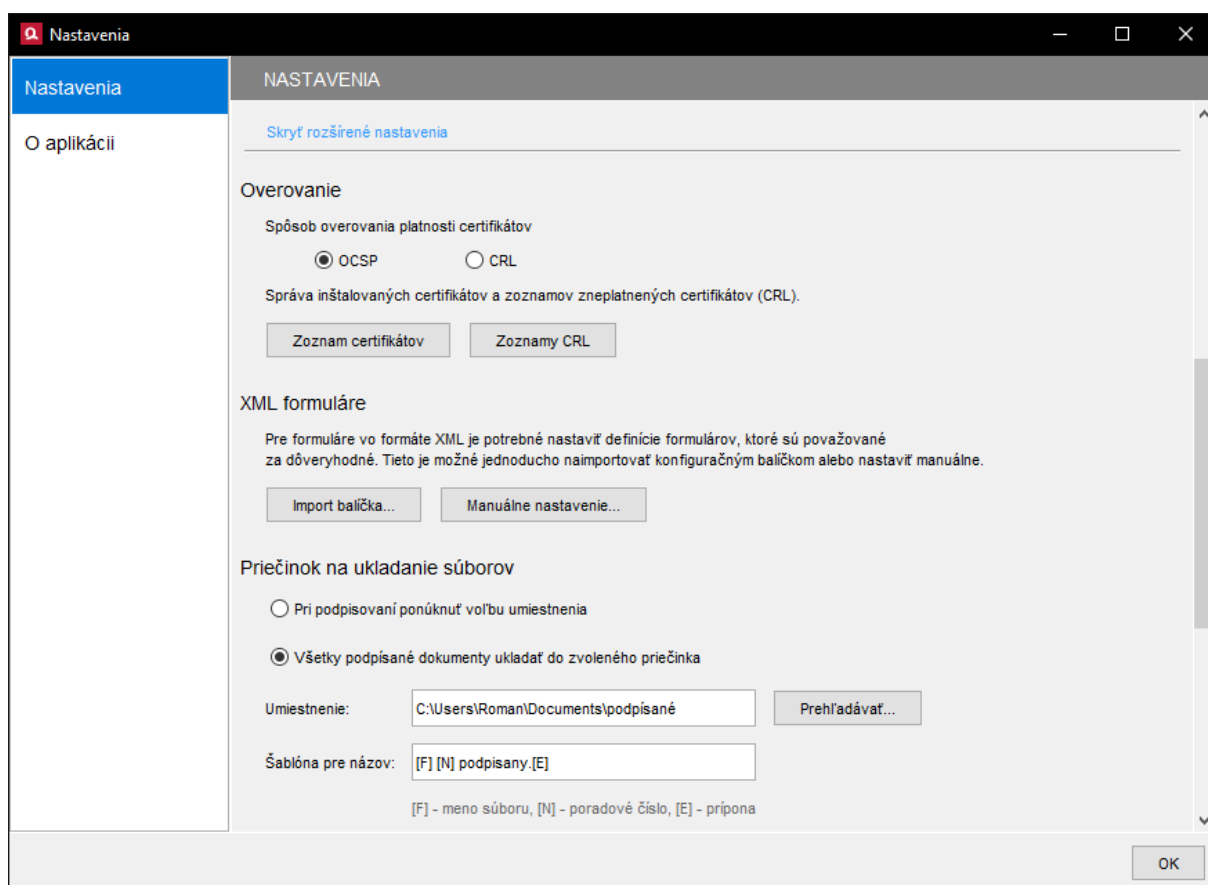 Nastavenia
Nastavenia
O aplikácii
NASTAVENIA
Skryť rozšírené nastavenia
Overovanie
Spôsob overovania platnosti certifikátov
OCSP
CRL
Správa inštalovaných certifikátov a zoznamov zneplatnených certifikátov (CRL).
Zoznam certifikátov
Zoznamy CRL
XML formuláre
Pre formuláre vo formáte XML je potrebné nastaviť definície formulárov, ktoré sú považované
za dôveryhodné. Tieto je možné jednoducho naimportovať konfiguračným balíčkom alebo nastaviť manuálne.
Import balíčka...
Manuálne nastavenie...
Priečinok na ukladanie súborov
Pri podpisovaní ponúknuť voľbu umiestnenia
Všetky podpísané dokumenty ukladať do zvoleného priečinka
Umiestnenie:
C:\Users\Roman\Documents\podpísané
Prehľadávať...
Šablóna pre názov:
[F] [N] podpisany.[E]
[F] - meno súboru, [N] - poradové číslo, [E] - prípona
OK